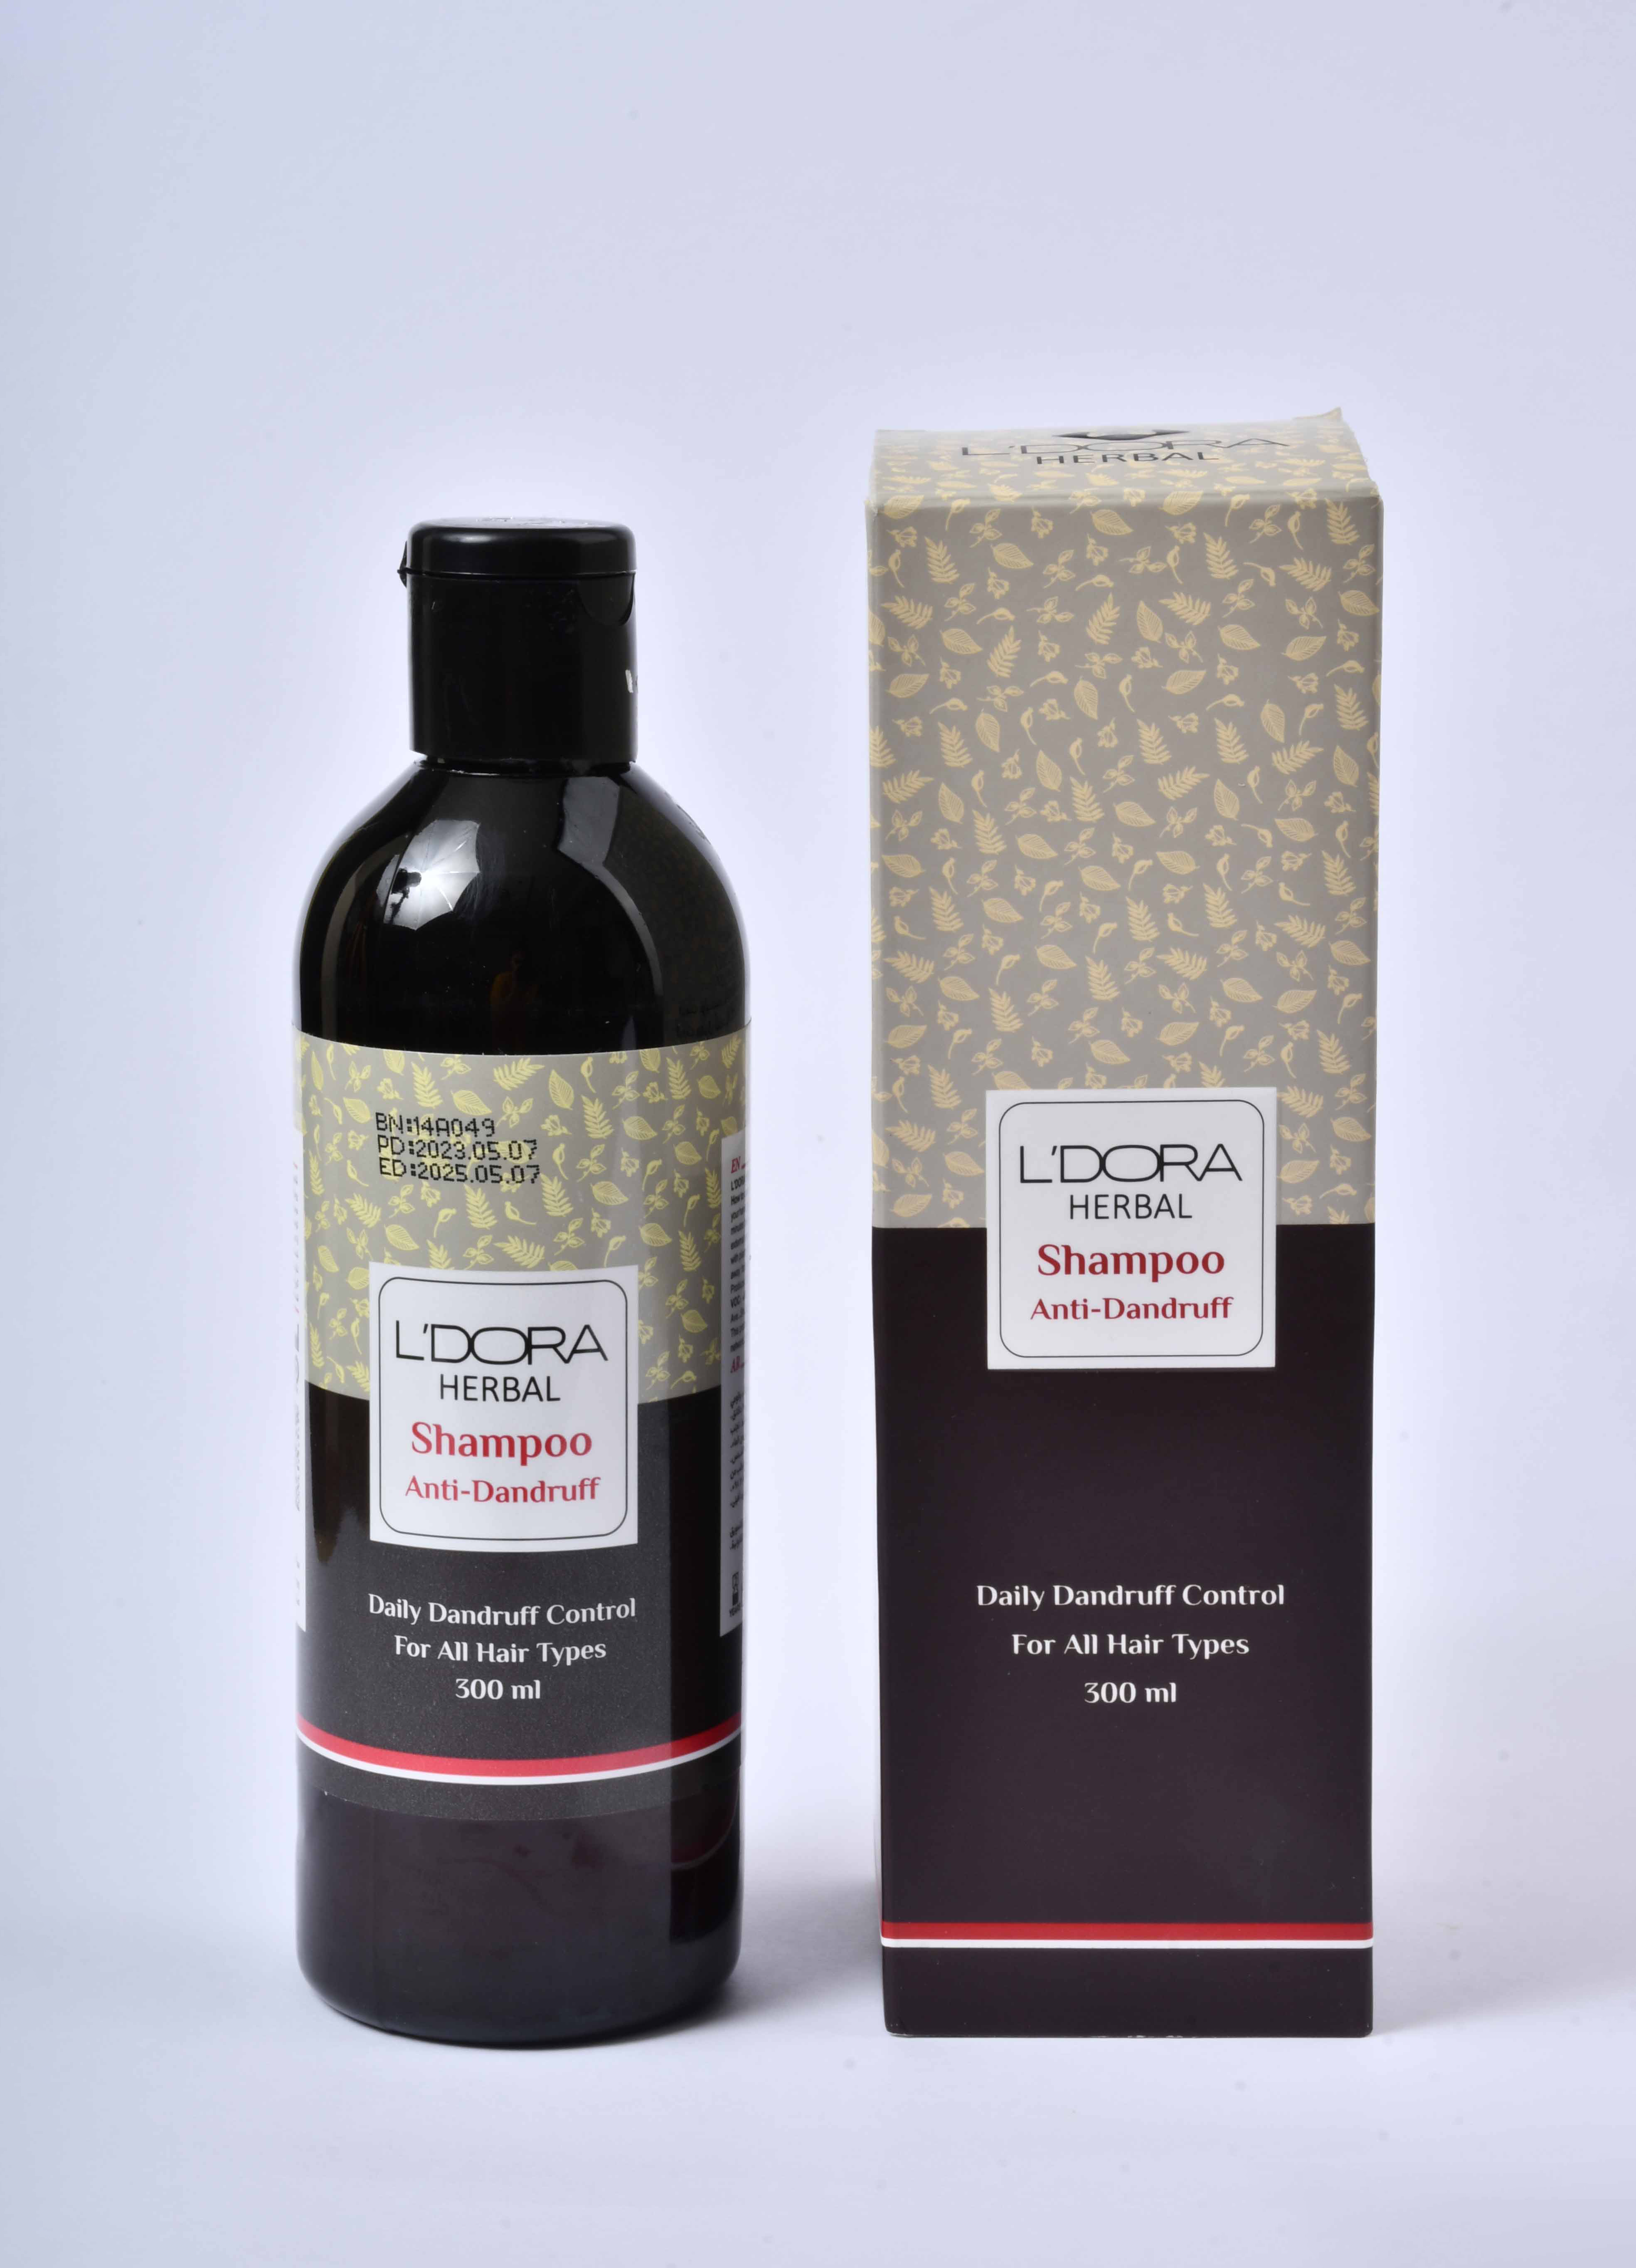 BN:14A049
PD:2023.05.07
ED:2025.05.07
L'DORA
HERBAL
Shampoo
Anti-Dandruff
Daily Dandruff Control
For All Hair Types
300 ml
EN
L'DORA
HERBAL
L'DORA
HERBAL
Shampoo
Anti-Dandruff
Daily Dandruff Control
For All Hair Types
300 ml